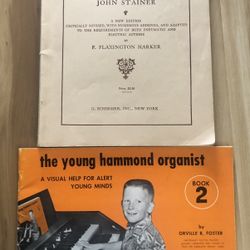 JOHN STAINER
A NEW EDITION
CAREFULLY REVISED, WITH NUMEROUS ADDITIONS, AND ADAPTED
TO THE REQUIREMENTS OF BOTH PNEUMATIC AND
ELECTRIC ACTIONS
BY
F. FLAXINGTON HARKER
G. SCHIRMER, INC., NEW YORK
the young hammond organist
A VISUAL HELP FOR ALERT
YOUNG MINDS
BOOK
2
by
ORVILLE R. FOSTER